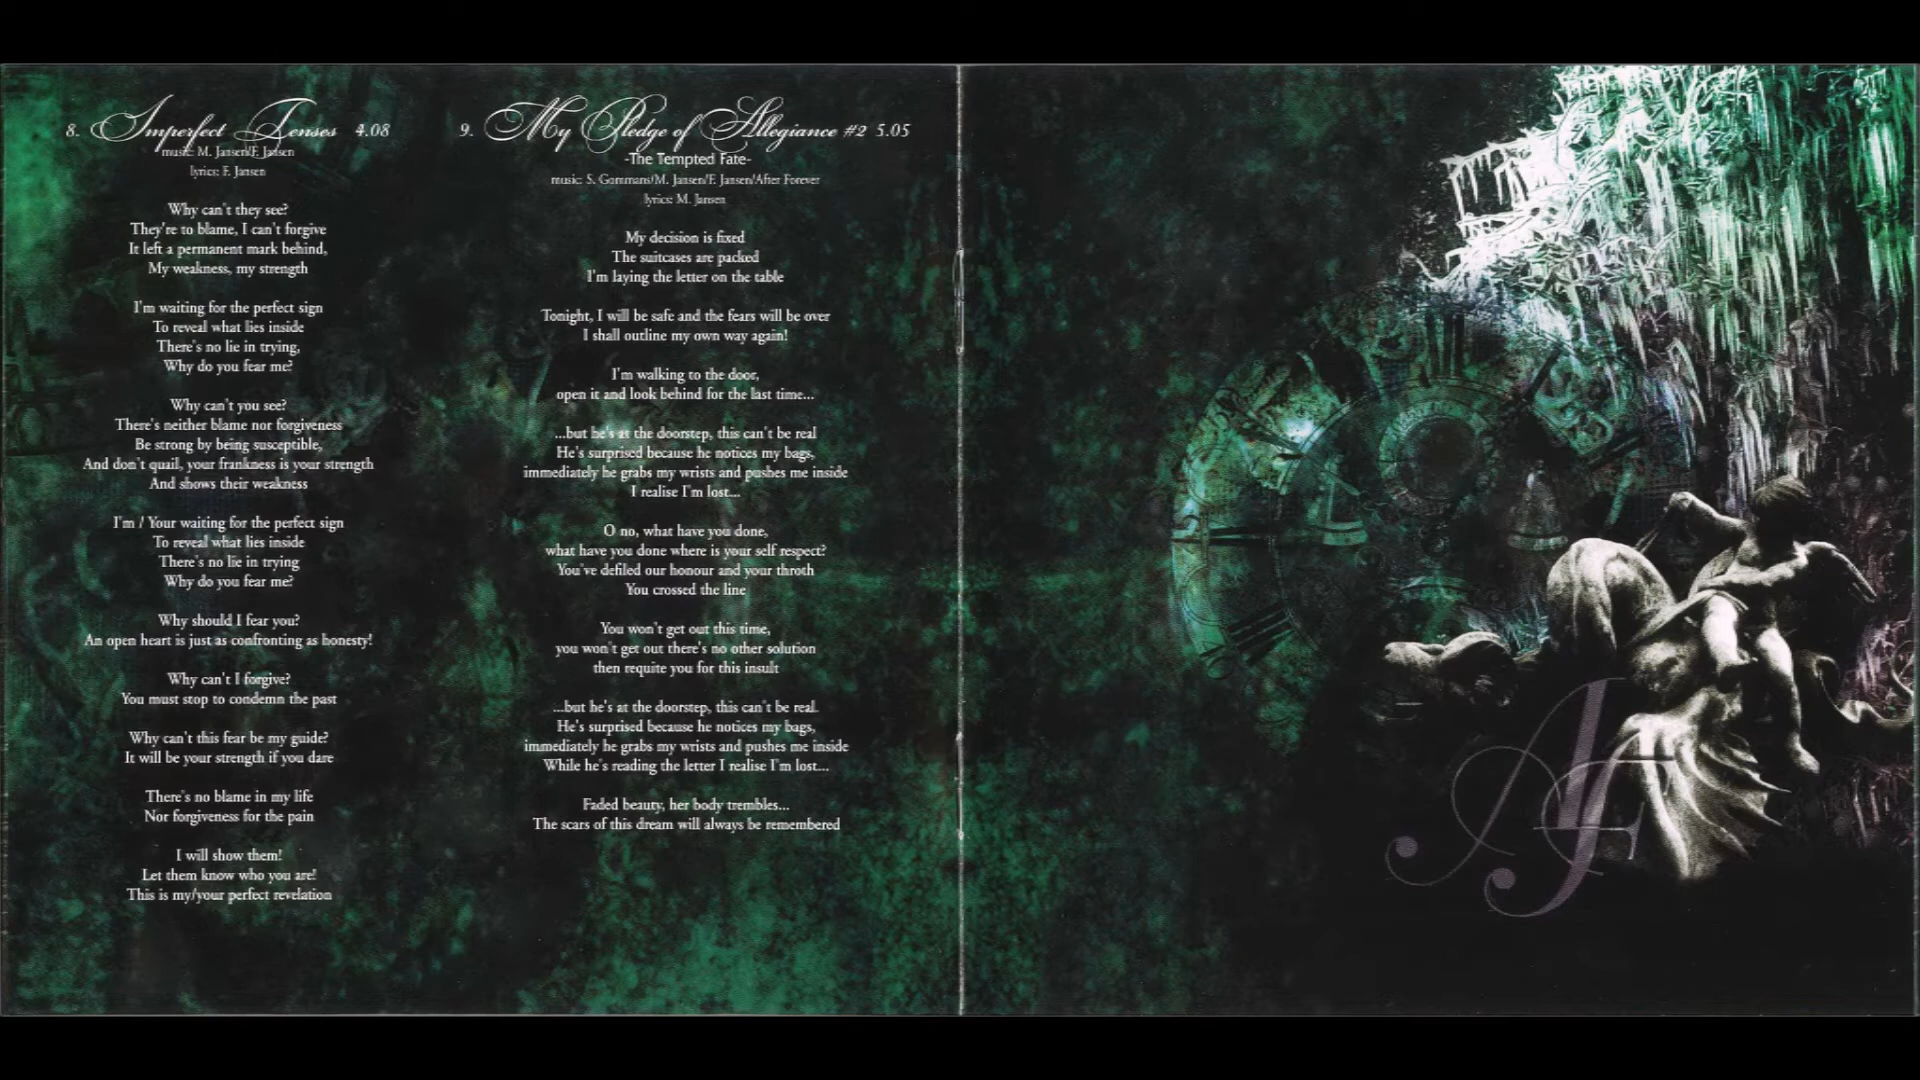 8. Imperfect Tenses 4.08
music: M. Jansen/F. Jansen
lyrics: F. Jansen
Why can't they see?
They're to blame, I can't forgive
It left a permanent mark behind,
My weakness, my strength
I'm waiting for the perfect sign
To reveal what lies inside
There's no lie in trying,
Why do you fear me?
Why can't you see?
There's neither blame nor forgiveness
Be strong by being susceptible,
And don't quail, your frankness is your strength
And shows their weakness
I'm / Your waiting for the perfect sign
To reveal what lies inside
There's no lie in trying
Why do you fear me?
Why should I fear you?
An open heart is just as confronting as honesty!
Why can't I forgive?
You must stop to condemn the past
Why can't this fear be my guide?
It will be your strength if you dare
There's no blame in my life
Nor forgiveness for the pain
I will show them!
Let them know who you are!
This is my/your perfect revelation
9. My Pledge of Allegiance #2 5.05
-The Tempted Fate-
music: S. Gommans/M. Jansen/F. Jansen/After Forever
lyrics: M. Jansen
My decision is fixed
The suitcases are packed
I'm laying the letter on the table
Tonight, I will be safe and the fears will be over
I shall outline my own way again!
I'm walking to the door,
open it and look behind for the last time...
...but he's at the doorstep, this can't be real
He's surprised because he notices my bags,
immediately he grabs my wrists and pushes me inside
I realise I'm lost...
O no, what have you done,
what have you done where is your self respect?
You've defiled our honour and your throth
You crossed the line
You won't get out this time,
you won't get out there's no other solution
then requite you for this insult
...but he's at the doorstep, this can't be real.
He's surprised because he notices my bags,
immediately he grabs my wrists and pushes me inside
While he's reading the letter I realise I'm lost...
Faded beauty, her body trembles...
The scars of this dream will always be remembered
AF